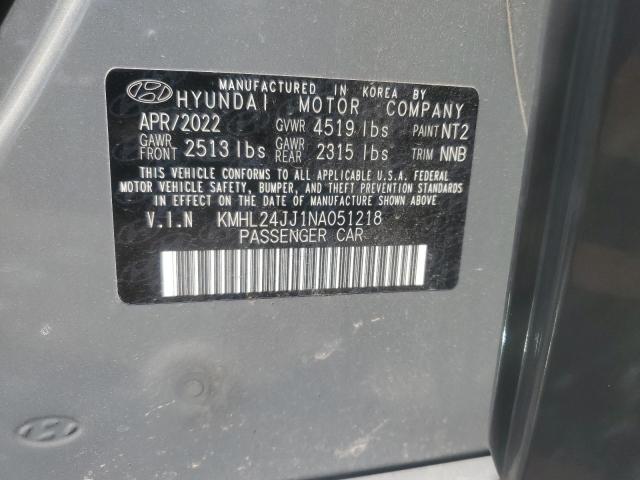 MANUFACTURED IN KOREA BY
HYUNDAI MOTOR COMPANY
APR/2022 GVWR 4519 lbs PAINT NT2
GAWR FRONT 2513 lbs GAWR REAR 2315 lbs TRIM NNB
THIS VEHICLE CONFORMS TO ALL APPLICABLE U.S.A. FEDERAL
MOTOR VEHICLE SAFETY, BUMPER, AND THEFT PREVENTION STANDARDS
IN EFFECT ON THE DATE OF MANUFACTURE SHOWN ABOVE.
V.I.N KMHL24JJ1NA051218
PASSENGER CAR